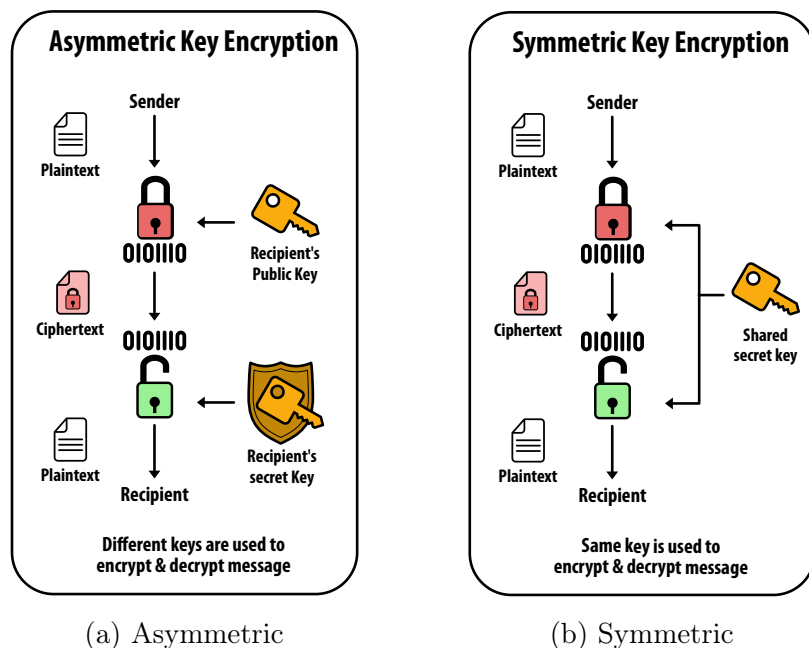 Asymmetric Key Encryption
Sender
Plaintext
0101110
Recipient's
Public Key
Ciphertext
0101110
Plaintext
Recipient's
secret Key
Recipient
Different keys are used to
encrypt & decrypt message
(a) Asymmetric
Symmetric Key Encryption
Sender
Plaintext
0101110
Ciphertext
Shared
secret key
0101110
Plaintext
Recipient
Same key is used to
encrypt & decrypt message
(b) Symmetric